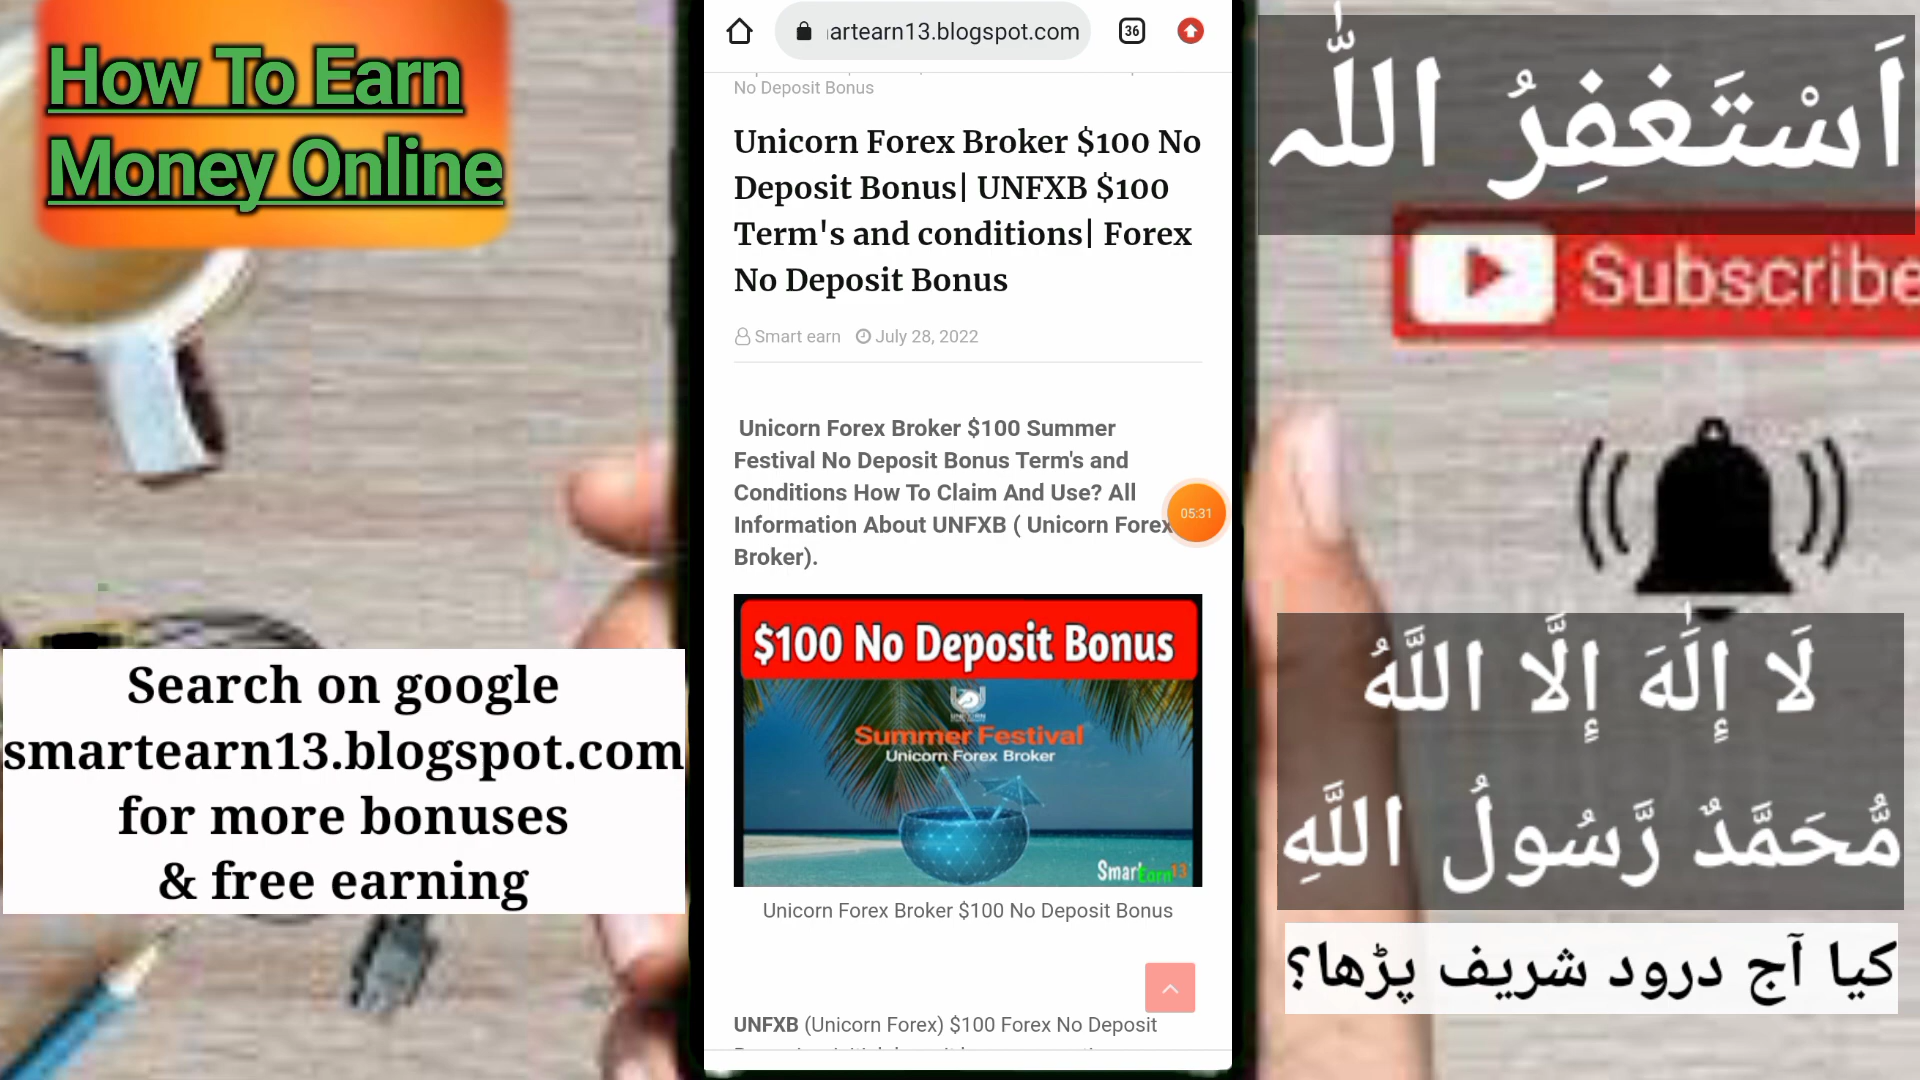 How To Earn
Money Online
Search on google
smartearn13.blogspot.com
for more bonuses
& free earning
artearn13.blogspot.com
36
No Deposit Bonus
Unicorn Forex Broker $100 No
Deposit Bonus| UNFXB $100
Term's and conditions| Forex
No Deposit Bonus
Smart earn July 28, 2022
Unicorn Forex Broker $100 Summer
Festival No Deposit Bonus Term's and
Conditions How To Claim And Use? All
Information About UNFXB ( Unicorn Forex
Broker).
05:31
$100 No Deposit Bonus
Summer Festival
Unicorn Forex Broker
SmartEarn13
Unicorn Forex Broker $100 No Deposit Bonus
UNFXB (Unicorn Forex) $100 Forex No Deposit
اَسْتَغْفِرُ اللّٰہ
Subscribe
لَا إِلَٰهَ إِلَّا اللَّهُ
مُّحَمَّدٌ رَّسُولُ اللَّهِ
کیا آج درود شریف پڑھا؟